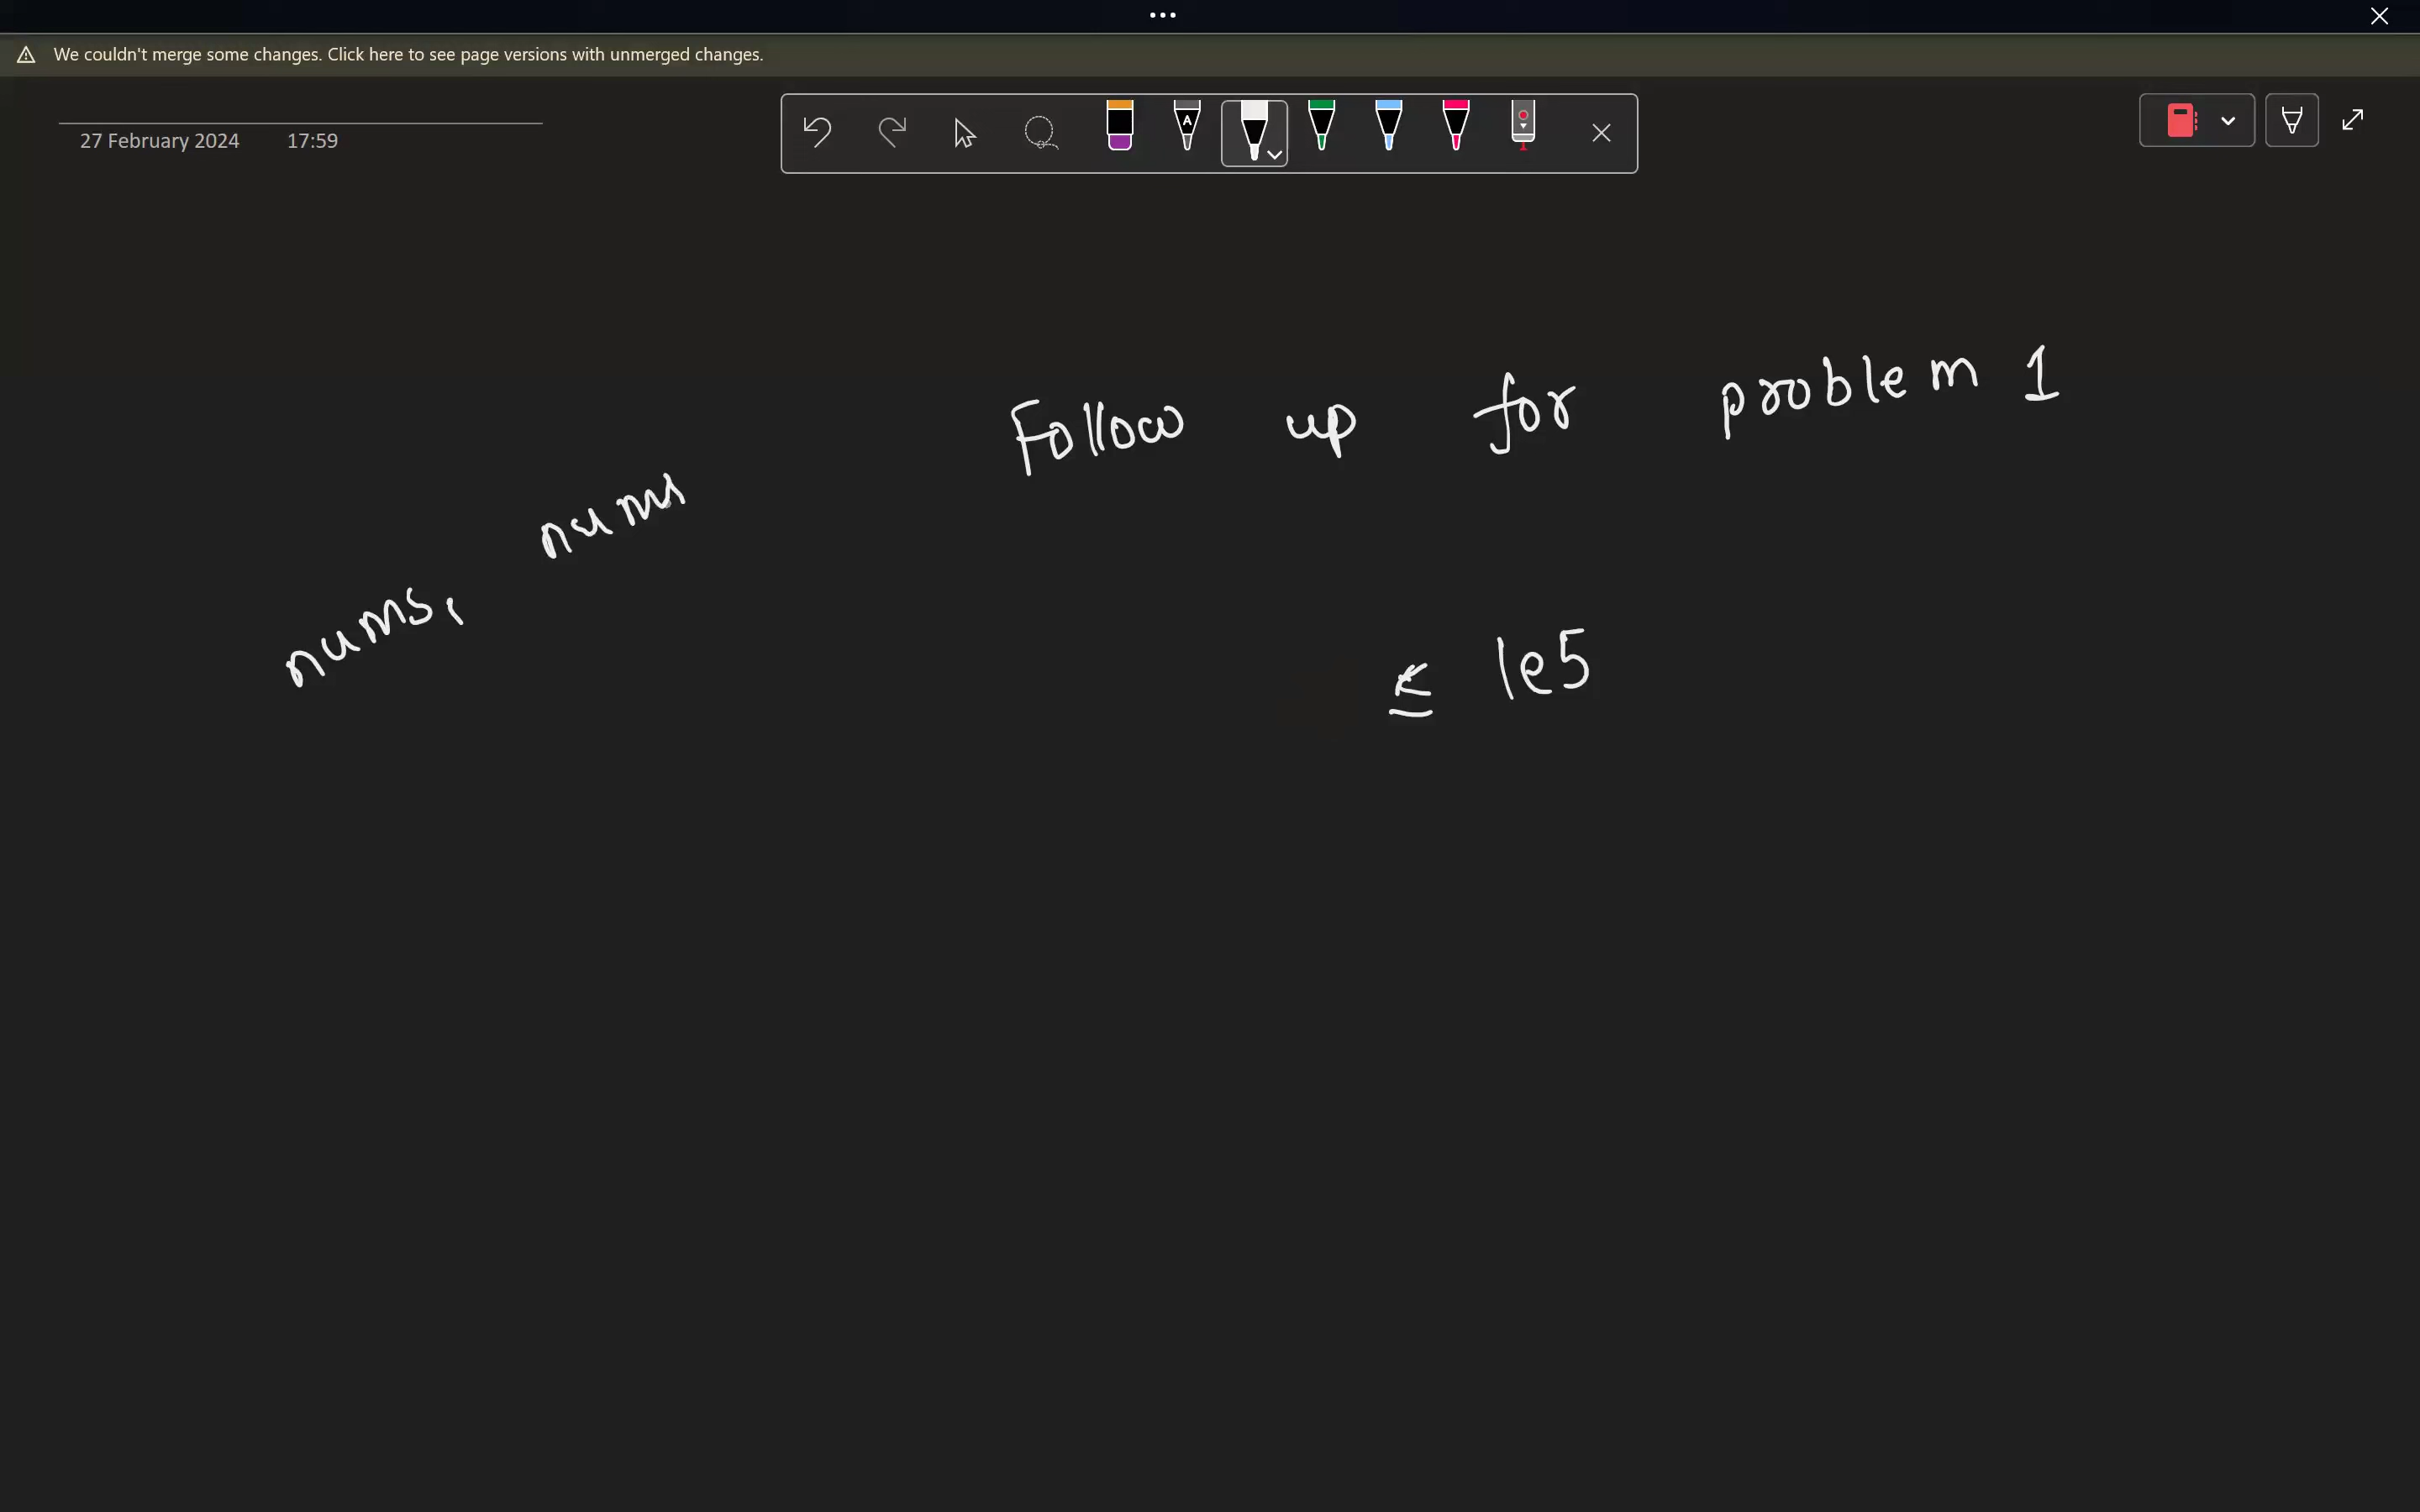 We couldn't merge some changes. Click here to see page versions with unmerged changes.
27 February 2024 17:59
A
Follow up for problem 1
nums
nums,
≤ 1e5